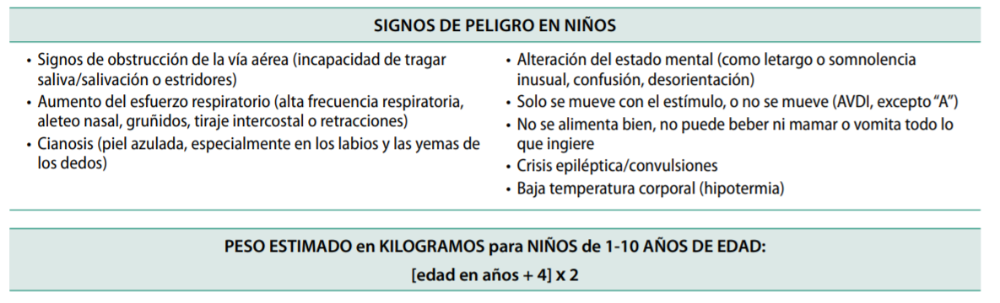 SIGNOS DE PELIGRO EN NIÑOS
• Signos de obstrucción de la vía aérea (incapacidad de tragar
saliva/salivación o estridores)
• Aumento del esfuerzo respiratorio (alta frecuencia respiratoria,
aleteo nasal, gruñidos, tiraje intercostal o retracciones)
• Cianosis (piel azulada, especialmente en los labios y las yemas de
los dedos)
• Alteración del estado mental (como letargo o somnolencia
inusual, confusión, desorientación)
• Solo se mueve con el estímulo, o no se mueve (AVDI, excepto “A”)
• No se alimenta bien, no puede beber ni mamar o vomita todo lo
que ingiere
• Crisis epiléptica/convulsiones
• Baja temperatura corporal (hipotermia)
PESO ESTIMADO en KILOGRAMOS para NIÑOS de 1-10 AÑOS DE EDAD:
[edad en años + 4] x 2